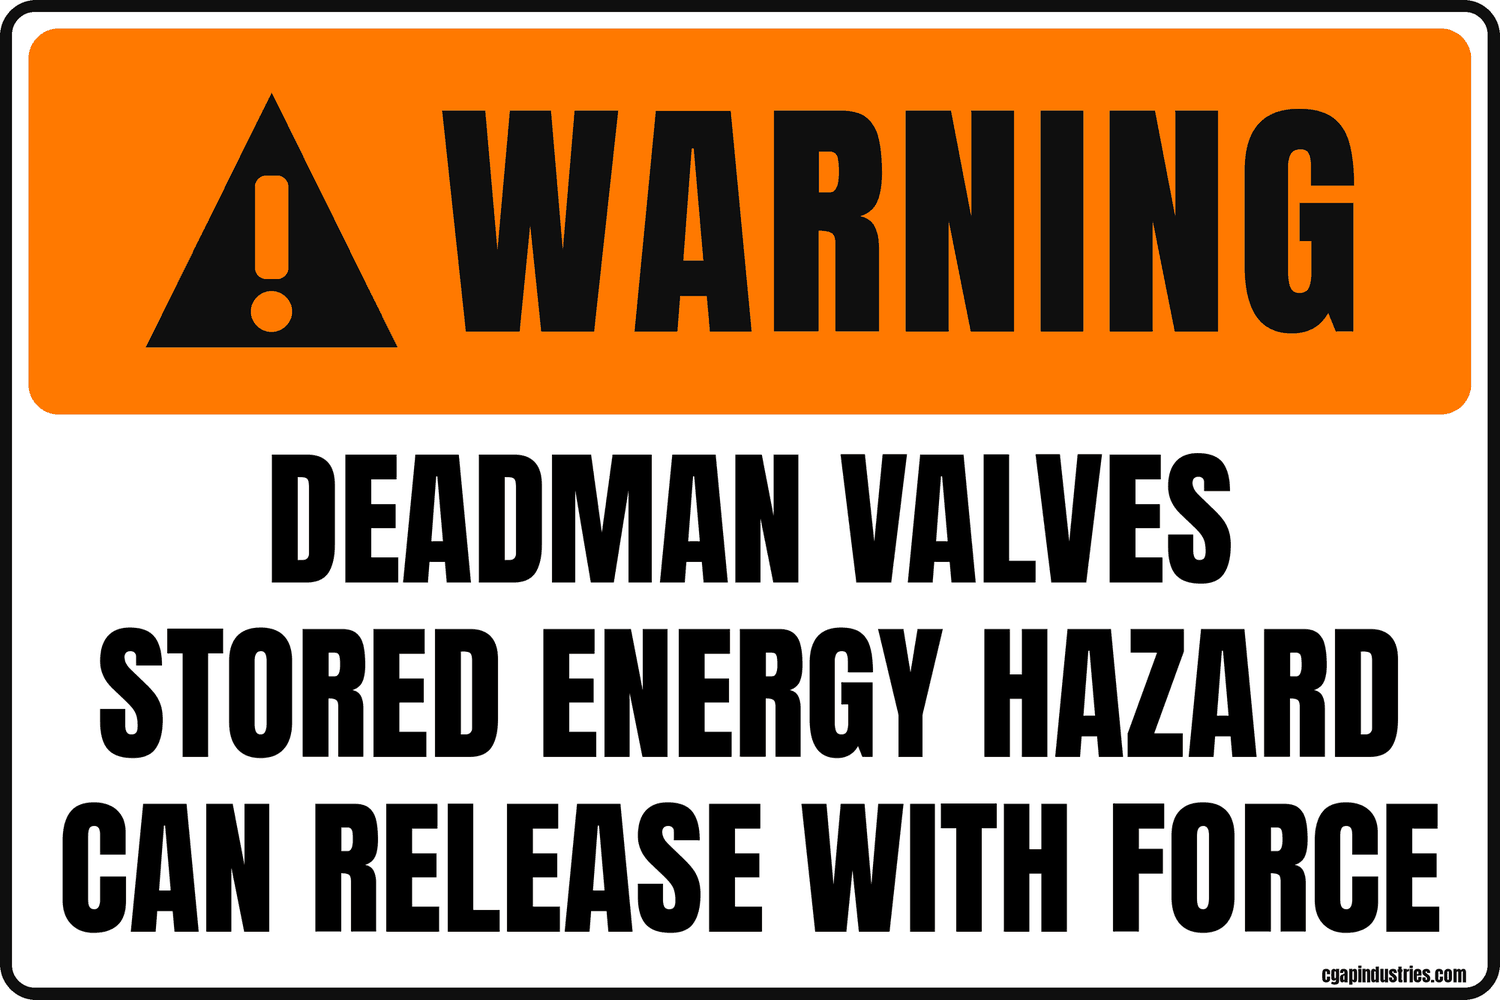 WARNING
DEADMAN VALVES
STORED ENERGY HAZARD
CAN RELEASE WITH FORCE
cgapindustries.com